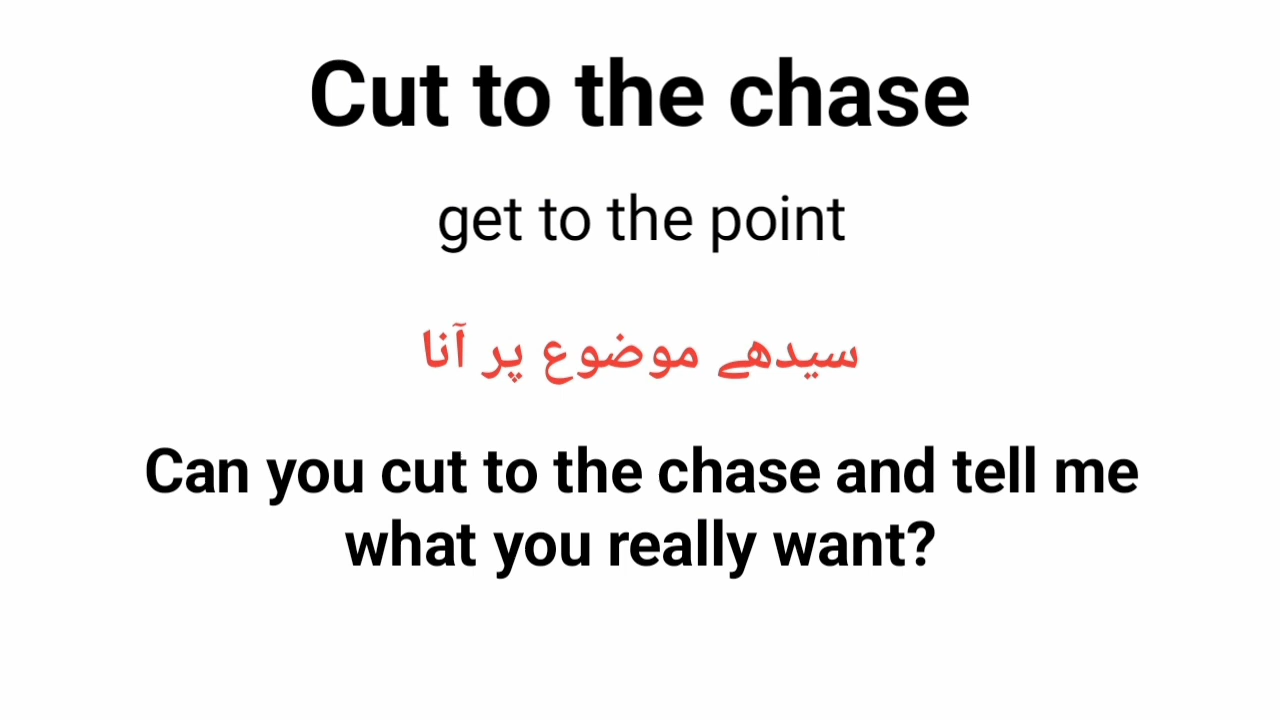 Cut to the chase
get to the point
سیدھے موضوع پر آنا
Can you cut to the chase and tell me
what you really want?